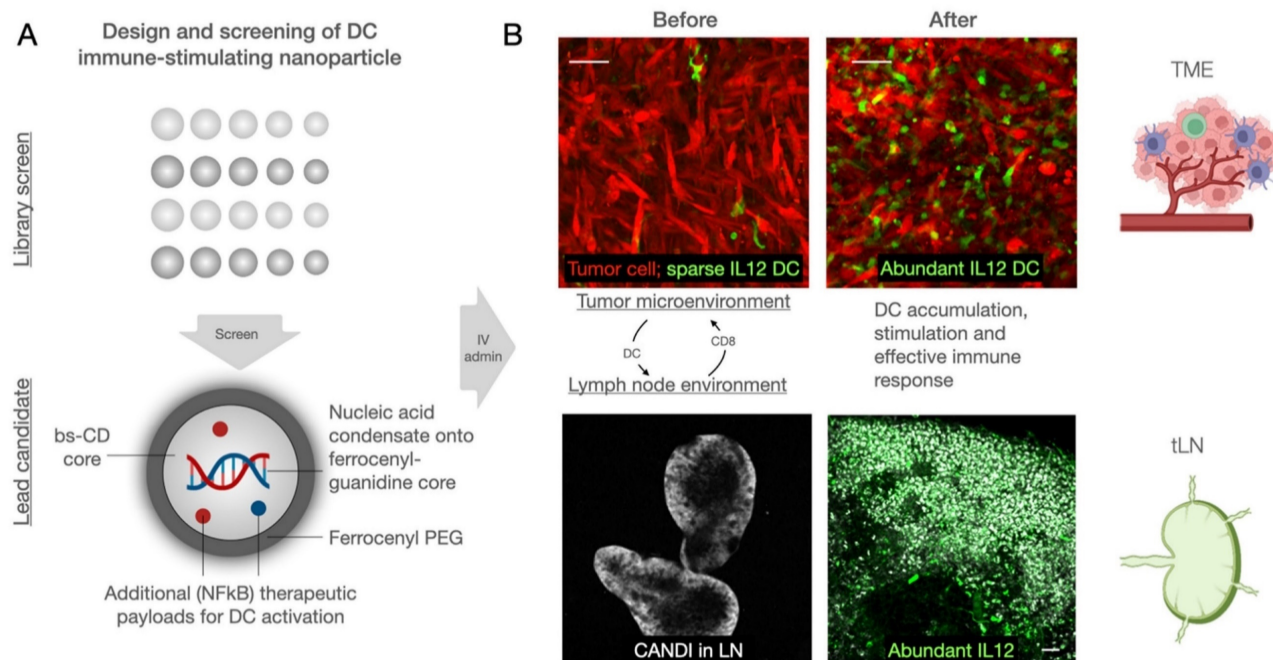 A
Design and screening of DC
immune-stimulating nanoparticle
Library screen
Screen
Lead candidate
bs-CD
core
Nucleic acid
condensate onto
ferrocenyl-
guanidine core
Ferrocenyl PEG
Additional (NFkB) therapeutic
payloads for DC activation
IV
admin
B
Before
After
Tumor cell; sparse IL12 DC
Abundant IL12 DC
TME
Tumor microenvironment
DC
CD8
Lymph node environment
DC accumulation,
stimulation and
effective immune
response
CANDI in LN
Abundant IL12
tLN